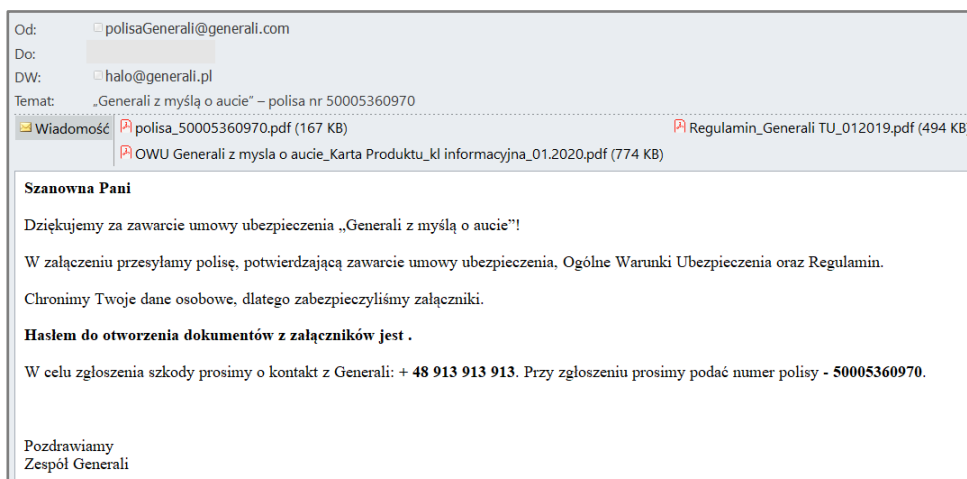 Od: polisaGenerali@generali.com
Do:
DW: halo@generali.pl
Temat: „Generali z myślą o aucie” – polisa nr 50005360970
Wiadomość polisa_50005360970.pdf (167 KB) Regulamin_Generali TU_012019.pdf (494 KB)
OWU Generali z mysla o aucie_Karta Produktu_kl informacyjna_01.2020.pdf (774 KB)
Szanowna Pani
Dziękujemy za zawarcie umowy ubezpieczenia „Generali z myślą o aucie”!
W załączeniu przesyłamy polisę, potwierdzającą zawarcie umowy ubezpieczenia, Ogólne Warunki Ubezpieczenia oraz Regulamin.
Chronimy Twoje dane osobowe, dlatego zabezpieczyliśmy załączniki.
Hasłem do otworzenia dokumentów z załączników jest .
W celu zgłoszenia szkody prosimy o kontakt z Generali: + 48 913 913 913. Przy zgłoszeniu prosimy podać numer polisy - 50005360970.
Pozdrawiamy
Zespół Generali